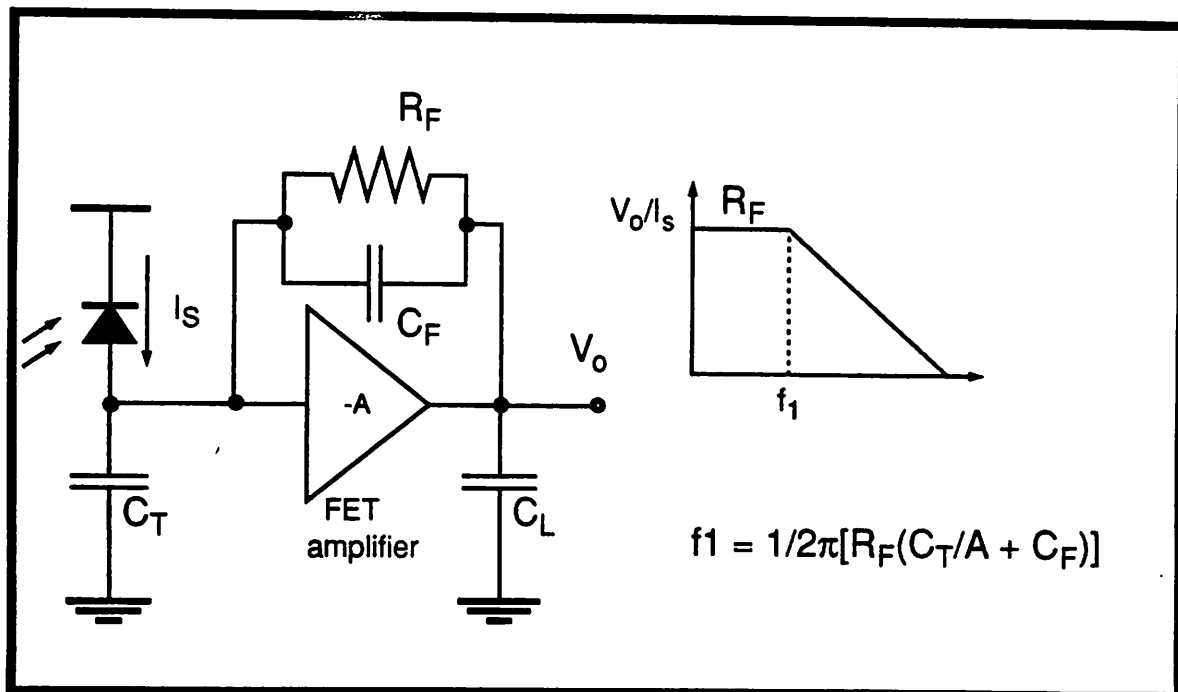 R_F
I_S
C_F
-A
V_o
C_T
FET
amplifier
C_L
V_o/I_s
R_F
f_1
f1 = 1/2π[R_F(C_T/A + C_F)]